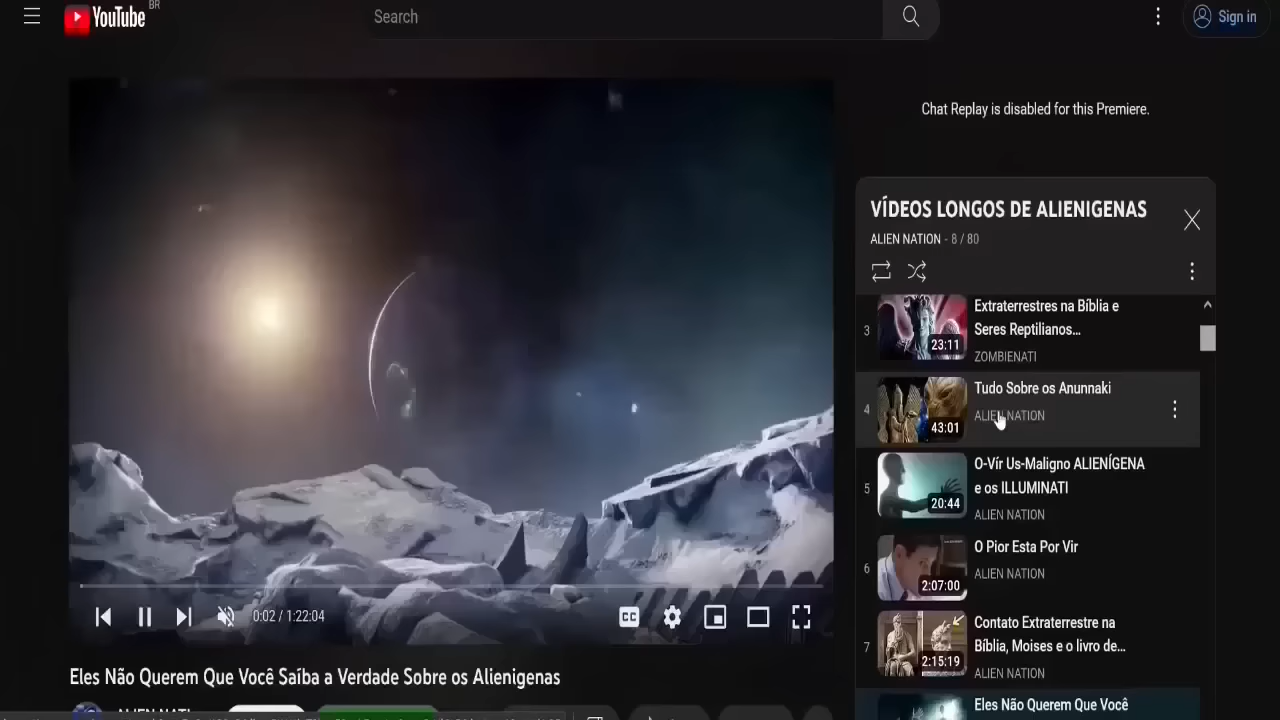 YouTube BR
Search
Sign in
Chat Replay is disabled for this Premiere.
VÍDEOS LONGOS DE ALIENIGENAS
ALIEN NATION - 8 / 80
3
23:11
Extraterrestres na Bíblia e
Seres Reptilianos...
ZOMBIENATI
4
43:01
Tudo Sobre os Anunnaki
ALIEN NATION
5
20:44
O-Vír Us-Maligno ALIENÍGENA
e os ILLUMINATI
ALIEN NATION
6
2:07:00
O Pior Esta Por Vir
ALIEN NATION
7
2:15:19
Contato Extraterrestre na
Bíblia, Moises e o livro de...
ALIEN NATION
Eles Não Querem Que Você
0:02 / 1:22:04
CC
Eles Não Querem Que Você Saíba a Verdade Sobre os Alienigenas
ALIEN NATI